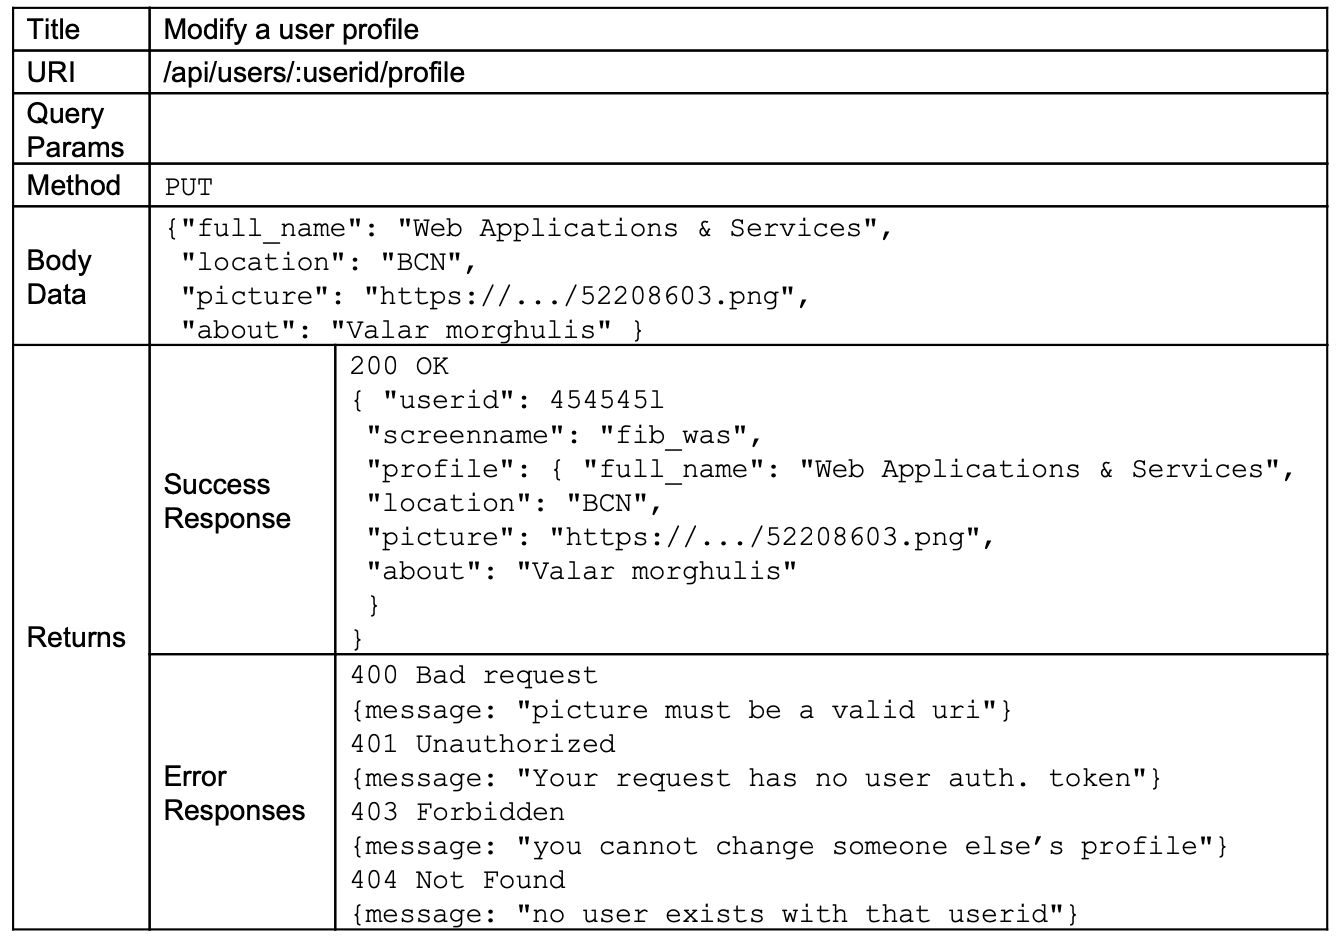 Title
Modify a user profile
URI
/api/users/:userid/profile
Query
Params
Method
PUT
Body
Data
{"full_name": "Web Applications & Services",
"location": "BCN",
"picture": "https://.../52208603.png",
"about": "Valar morghulis" }
Returns
Success
Response
200 OK
{ "userid": 454545l
"screenname": "fib_was",
"profile": { "full_name": "Web Applications & Services",
"location": "BCN",
"picture": "https://.../52208603.png",
"about": "Valar morghulis"
}
}
Error
Responses
400 Bad request
{message: "picture must be a valid uri"}
401 Unauthorized
{message: "Your request has no user auth. token"}
403 Forbidden
{message: "you cannot change someone else’s profile"}
404 Not Found
{message: "no user exists with that userid"}